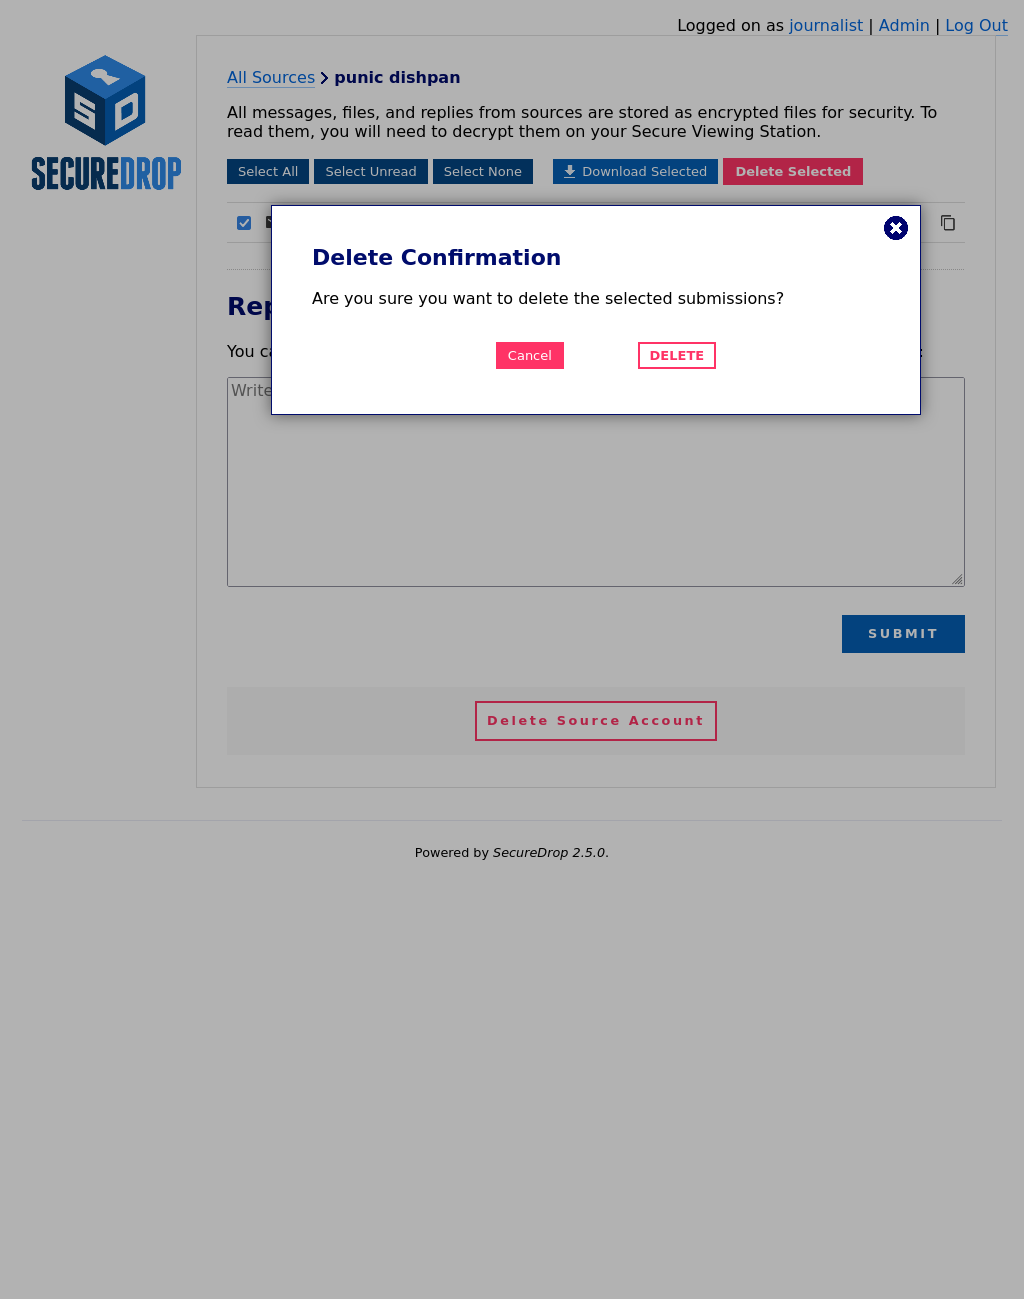 Logged on as journalist | Admin | Log Out
All Sources punic dishpan
SECUREDROP
All messages, files, and replies from sources are stored as encrypted files for security. To
read them, you will need to decrypt them on your Secure Viewing Station.
Select All Select Unread Select None Download Selected Delete Selected
Delete Confirmation
Are you sure you want to delete the selected submissions?
Cancel DELETE
You
Write
SUBMIT
Delete Source Account
Powered by SecureDrop 2.5.0.